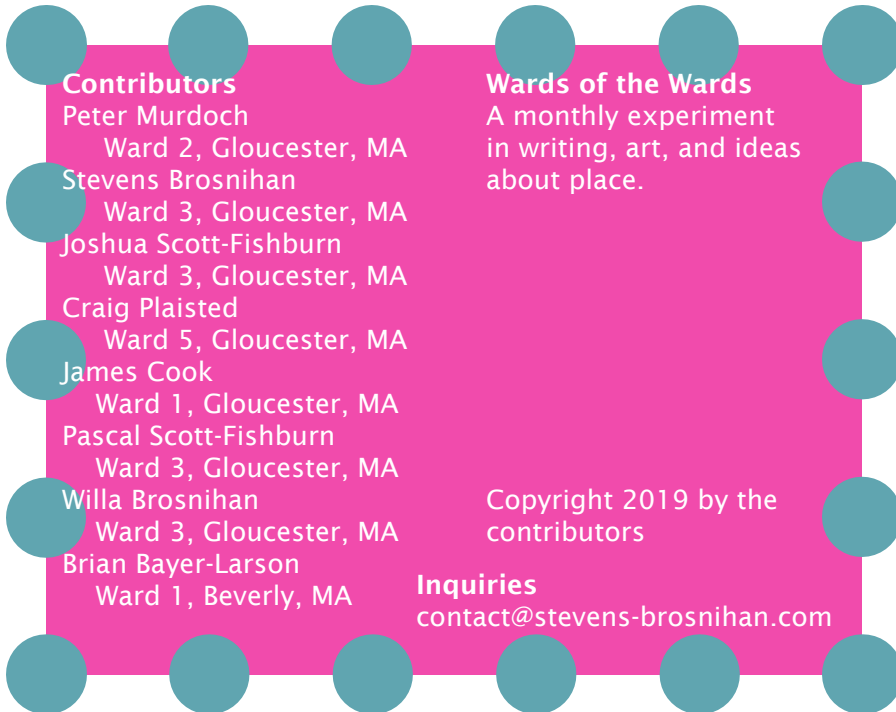 Contributors
Peter Murdoch
Ward 2, Gloucester, MA
Stevens Brosnihan
Ward 3, Gloucester, MA
Joshua Scott-Fishburn
Ward 3, Gloucester, MA
Craig Plaisted
Ward 5, Gloucester, MA
James Cook
Ward 1, Gloucester, MA
Pascal Scott-Fishburn
Ward 3, Gloucester, MA
Willa Brosnihan
Ward 3, Gloucester, MA
Brian Bayer-Larson
Ward 1, Beverly, MA
Wards of the Wards
A monthly experiment
in writing, art, and ideas
about place.
Copyright 2019 by the
contributors
Inquiries
contact@stevens-brosnihan.com